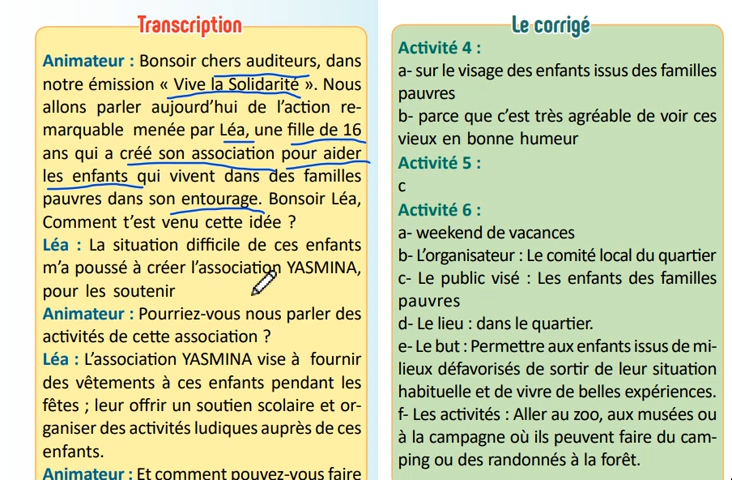 Transcription
Animateur : Bonsoir chers auditeurs, dans
notre émission « Vive la Solidarité ». Nous
allons parler aujourd'hui de l'action re-
marquable menée par Léa, une fille de 16
ans qui a créé son association pour aider
les enfants qui vivent dans des familles
pauvres dans son entourage. Bonsoir Léa,
Comment t'est venu cette idée ?
Léa : La situation difficile de ces enfants
m'a poussé à créer l'association YASMINA,
pour les soutenir
Animateur : Pourriez-vous nous parler des
activités de cette association ?
Léa : L'association YASMINA vise à fournir
des vêtements à ces enfants pendant les
fêtes ; leur offrir un soutien scolaire et or-
ganiser des activités ludiques auprès de ces
enfants.
Animateur : Et comment pouvez-vous faire
Le corrigé
Activité 4 :
a- sur le visage des enfants issus des familles
pauvres
b- parce que c'est très agréable de voir ces
vieux en bonne humeur
Activité 5 :
c
Activité 6 :
a- weekend de vacances
b- L'organisateur : Le comité local du quartier
c- Le public visé : Les enfants des familles
pauvres
d- Le lieu : dans le quartier.
e- Le but : Permettre aux enfants issus de mi-
lieux défavorisés de sortir de leur situation
habituelle et de vivre de belles expériences.
f- Les activités : Aller au zoo, aux musées ou
à la campagne où ils peuvent faire du cam-
ping ou des randonnés à la forêt.